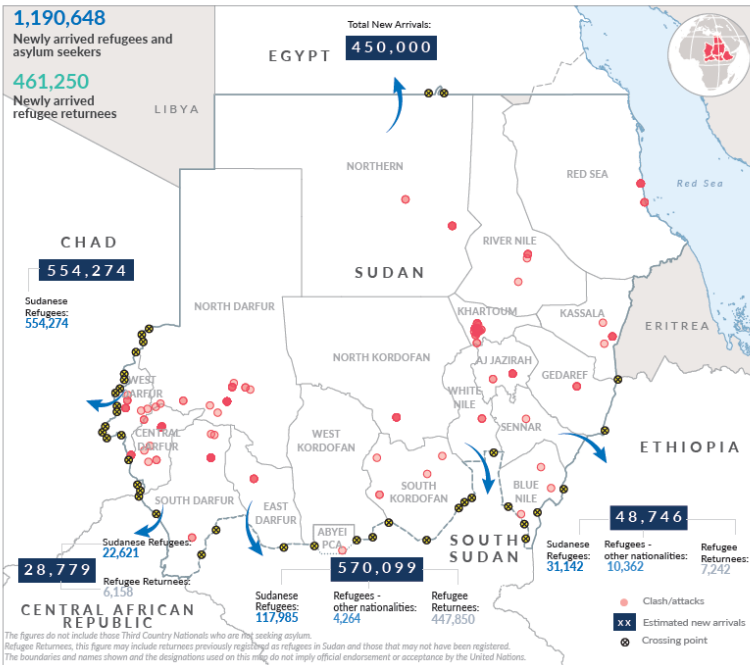 1,190,648
Newly arrived refugees and
asylum seekers
461,250
Newly arrived
refugee returnees
Total New Arrivals:
450,000
EGYPT
LIBYA
NORTHERN
RED SEA
Red Sea
CHAD
554,274
Sudanese
Refugees:
554,274
SUDAN
RIVER NILE
NORTH DARFUR
KHARTOUM
KASSALA
ERITREA
NORTH KORDOFAN
AJ JAZIRAH
GEDAREF
WEST
DARFUR
WHITE
NILE
SENNAR
CENTRAL
DARFUR
WEST
KORDOFAN
ETHIOPIA
SOUTH
KORDOFAN
BLUE
NILE
SOUTH DARFUR
EAST
DARFUR
ABYEI
PCA
SOUTH
SUDAN
48,746
Sudanese
Refugees:
31,142
Refugees -
other nationalities:
10,362
Refugee
Returnees:
7,242
Sudanese Refugees:
22,621
28,779
Refugee Returnees:
6,158
570,099
Sudanese
Refugees:
117,985
Refugees -
other nationalities:
4,264
Refugee
Returnees:
447,850
CENTRAL AFRICAN
REPUBLIC
Clash/attacks
xx Estimated new arrivals
Crossing point
The figures do not include those Third Country Nationals who are not seeking asylum.
Refugee Returnees, this figure may include returnees previously registered as refugees in Sudan and those that may not have been registered.
The boundaries and names shown and the designations used on this map do not imply official endorsement or acceptance by the United Nations.